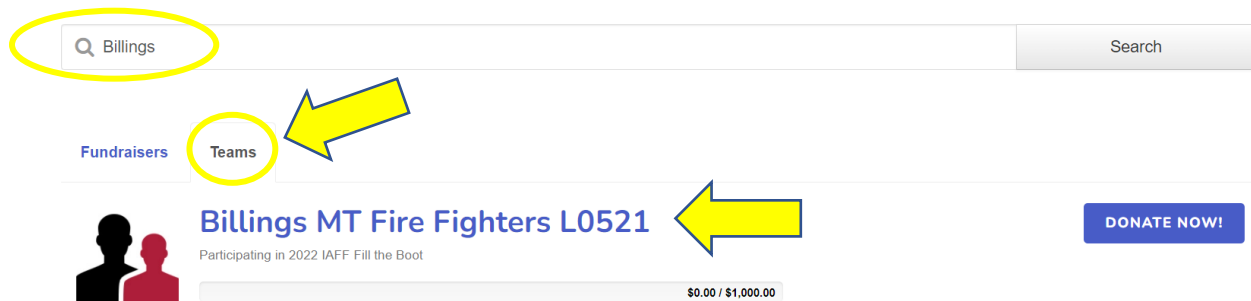 Billings
Search
Fundraisers
Teams
Billings MT Fire Fighters L0521
DONATE NOW!
Participating in 2022 IAFF Fill the Boot
$0.00 / $1,000.00